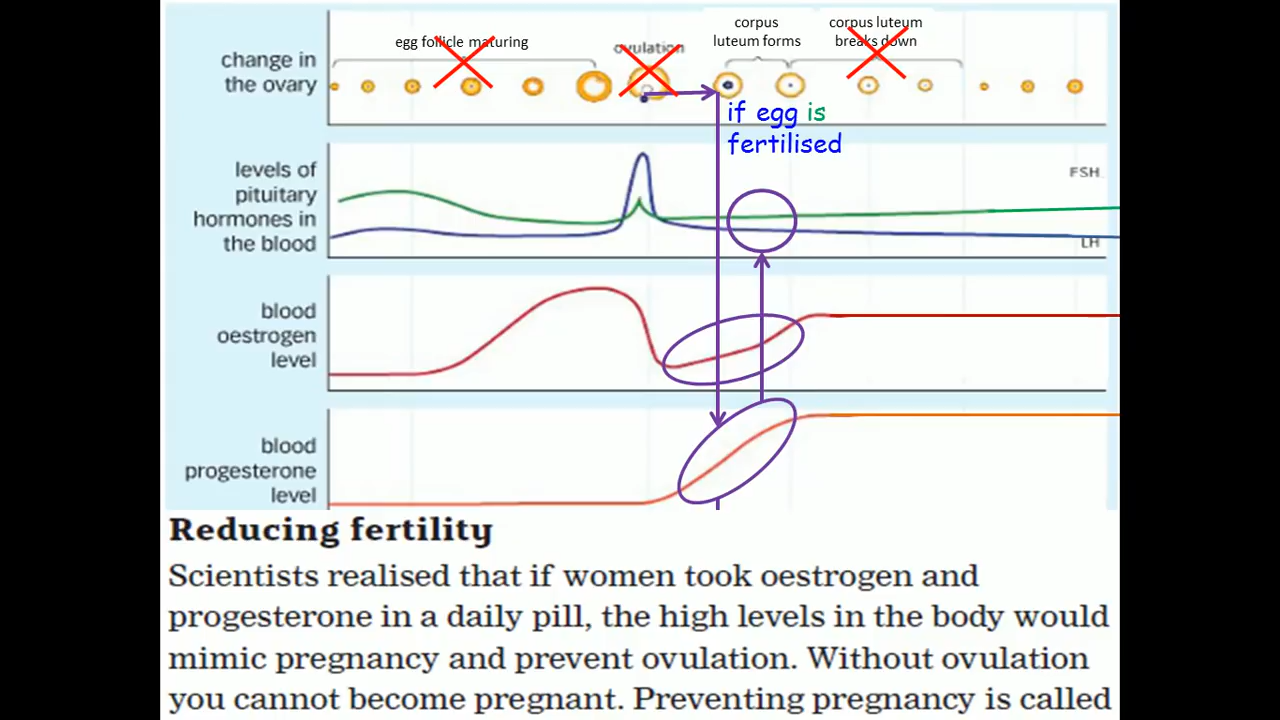 egg follicle maturing
ovulation
corpus
luteum forms
corpus luteum
breaks down
change in
the ovary
if egg is
fertilised
levels of
pituitary
hormones in
the blood
FSH
LH
blood
oestrogen
level
blood
progesterone
level
Reducing fertility
Scientists realised that if women took oestrogen and
progesterone in a daily pill, the high levels in the body would
mimic pregnancy and prevent ovulation. Without ovulation
you cannot become pregnant. Preventing pregnancy is called